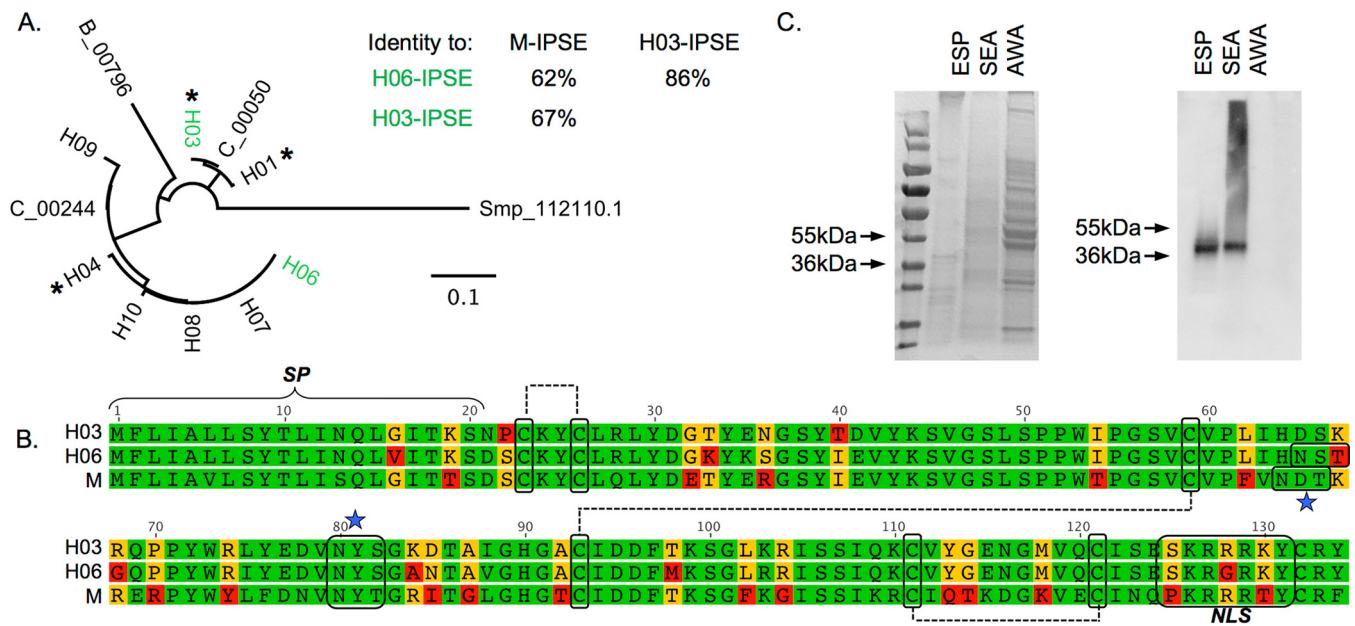 A.
B_00796
*
H03
C_00050
H01 *
H09
C_00244
Smp_112110.1
* H04
H10
H08
H07
H06
0.1
Identity to: M-IPSE H03-IPSE
H06-IPSE 62% 86%
H03-IPSE 67%
C.
ESP SEA AWA
55kDa
36kDa
ESP SEA AWA
55kDa
36kDa
B.
SP
1 10 20 30 40 50 60
H03 MFLIALLSYTLINQLGITKSNPCKYCLRLYDGTYENGSYTDVYKSVGSLSPPWIPGSVCVPLIHDSK
H06 MFLIALLSYTLINQLVITKSDSCKYCLRLYDGKYKSGSYIEVYKSVGSLSPPWIPGSVCVPLIHNST
M MFLIAVLSYTLISQLGITTSDSCKYCLQLYDETYERGSYIEVYKSVGSLSPPWTPGSVCVPFVNDTK
70 80 90 100 110 120 130
H03 RQPPYWRLYEDVNYSGKDTAIGHGACIDDFTKSGLKRISSIQKCVYGENGMVQCISESKRRRKYCRY
H06 GQPPYWRIYEDVNYSGANTAVGHGACIDDFMKSGLRRISSIQKCVYGENGMVQCISESKRGRKYCRY
M RERPYWYLFDNVNYTGRITGLGHGTCIDDFTKSGFKGISSIKRCIQTKDGKVECINQPKRRRTYCRF
NLS